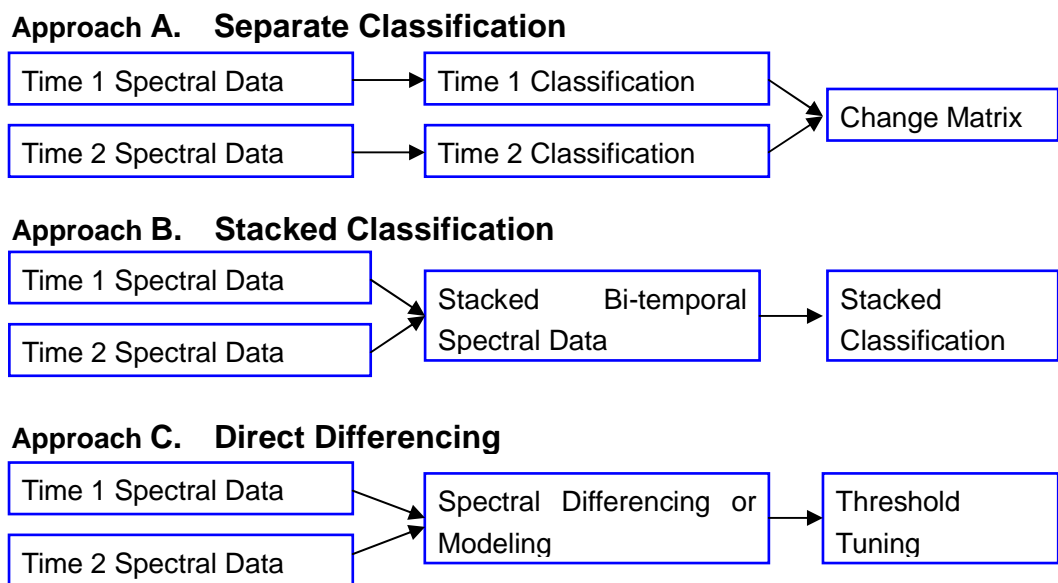 Approach A. Separate Classification
Time 1 Spectral Data
Time 1 Classification
Change Matrix
Time 2 Spectral Data
Time 2 Classification
Approach B. Stacked Classification
Time 1 Spectral Data
Stacked Bi-temporal
Spectral Data
Stacked
Classification
Time 2 Spectral Data
Approach C. Direct Differencing
Time 1 Spectral Data
Spectral Differencing or
Modeling
Threshold
Tuning
Time 2 Spectral Data